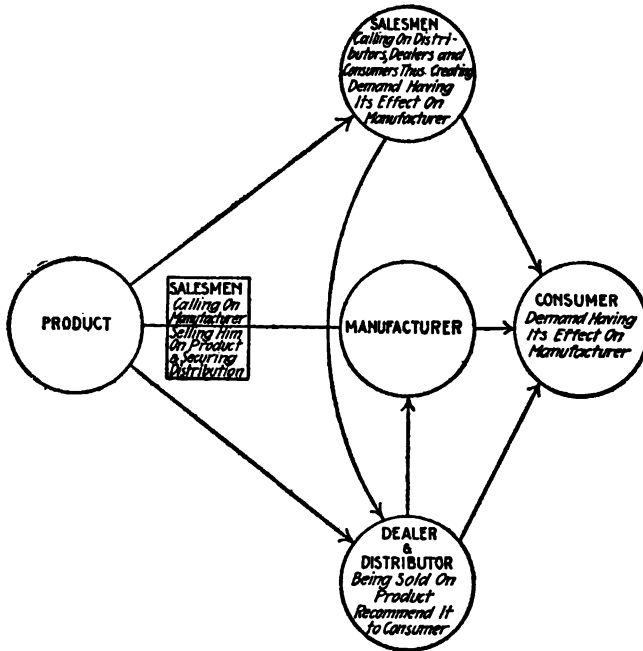 SALESMEN
Calling On Distri-
butors, Dealers and
Consumers Thus Creating
Demand Having
Its Effect On
Manufacturer
PRODUCT
SALESMEN
Calling On
Manufacturer
Selling Him
On Product
& Securing
Distribution
MANUFACTURER
CONSUMER
Demand Having
Its Effect On
Manufacturer
DEALER
&
DISTRIBUTOR
Being Sold On
Product
Recommend It
to Consumer